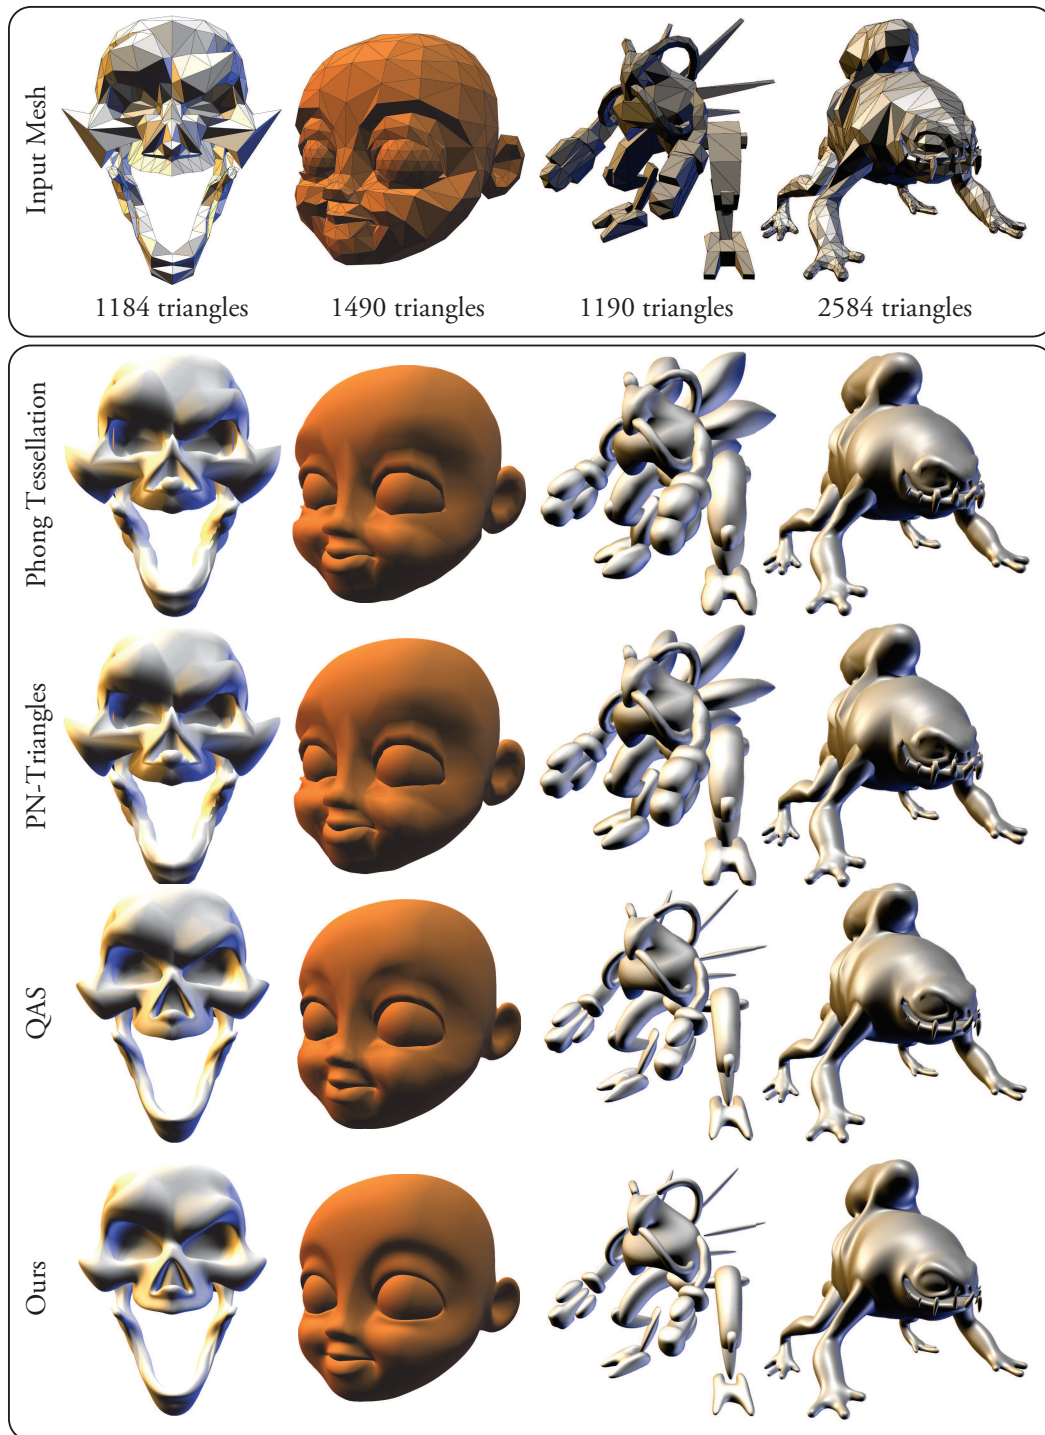 Input Mesh
1184 triangles
1490 triangles
1190 triangles
2584 triangles
Phong Tessellation
PN-Triangles
QAS
Ours